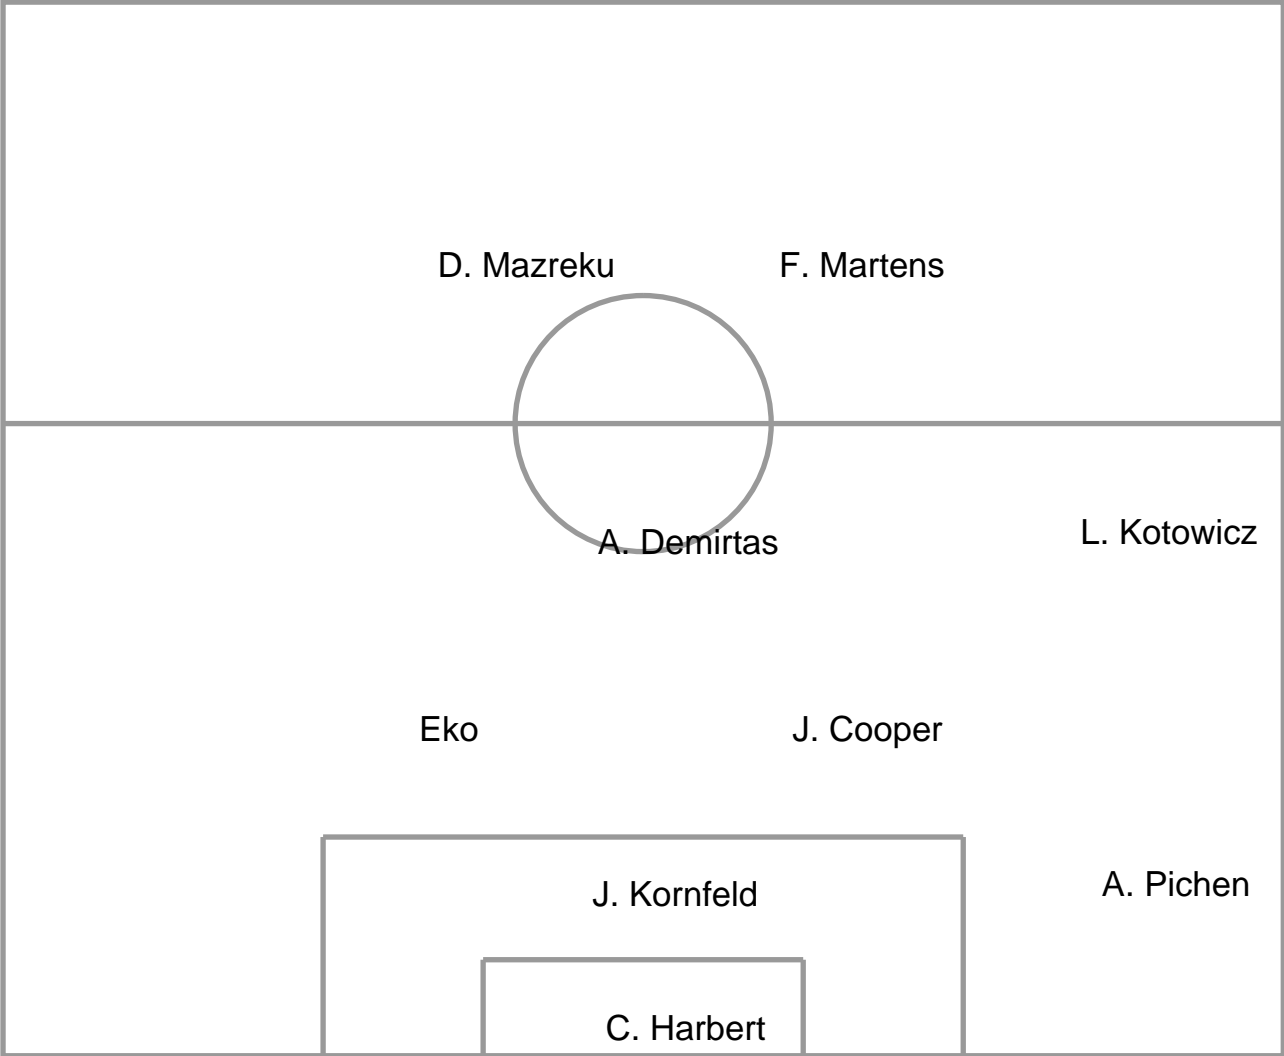 D. Mazreku
F. Martens
A. Demirtas
L. Kotowicz
Eko
J. Cooper
J. Kornfeld
A. Pichen
C. Harbert